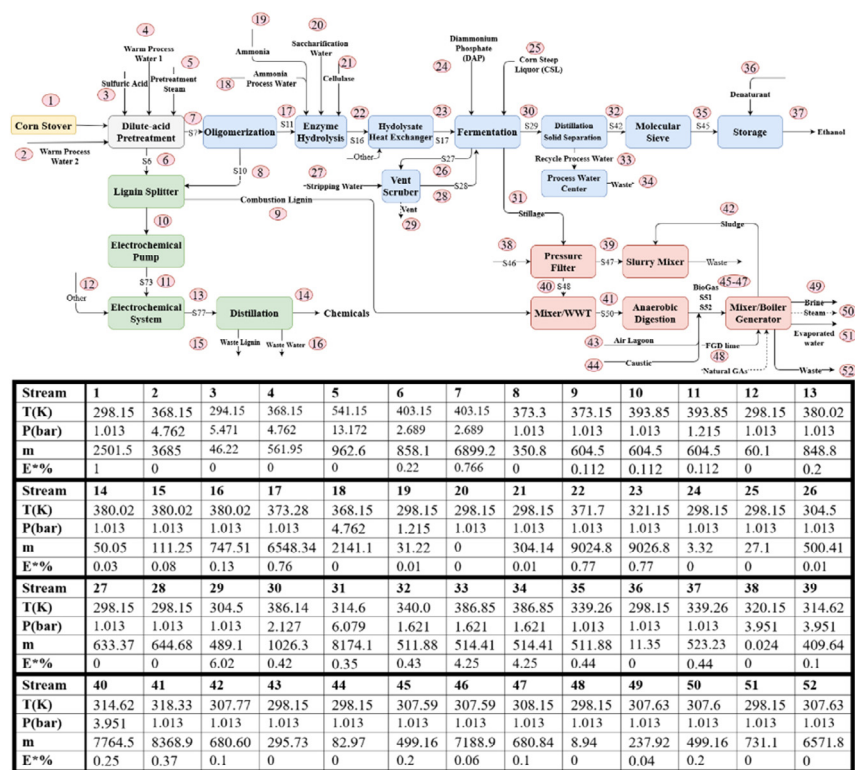 19
20
4
Warm Process
Water 1
5
Ammonia
Saccharification
Water
21
Diammonium
Phosphate
(DAP)
25
Corn Steep
Liquor (CSL)
Sulfuric Acid
Pretreatment
Steam
3
18
Ammonia
Process Water
Cellulase
24
36
Denaturant
1
7
17
22
23
30
32
35
37
Corn Stover
Dilute-acid
Pretreatment
S7
Oligomerization
S11
Enzyme
Hydrolysis
S16
Hydolysate
Heat Exchanger
S17
Fermentation
S29
Distillation
Solid Separation
S42
Molecular
Sieve
S45
Storage
Ethanol
2
Warm Process
Water 2
S6
6
S10
8
Other
S27
26
Recycle Process Water
33
Lignin Splitter
27
Stripping Water
Vent
Scruber
S28
28
Process Water
Center
Waste
34
Combustion Lignin
9
Vent
29
31
Stillage
42
Sludge
10
Electrochemical
Pump
38
S46
Pressure
Filter
39
S47
Slurry Mixer
Waste
S73
11
12
Other
40
S48
BioGas
SS1
SS2
45-47
49
Electrochemical
System
13
S77
Distillation
14
Chemicals
Mixer/WWT
41
S50
Anaerobic
Digestion
Mixer/Boiler
Generator
Brine
Steam
50
Evaporated
water
51
15
Waste Lignin
Waste Water
16
43
Air Lagoon
FGD lime
48
44
Caustic
Natural GAs
Waste
52
Stream 1 2 3 4 5 6 7 8 9 10 11 12 13
T(K) 298.15 368.15 294.15 368.15 541.15 403.15 403.15 373.3 373.15 393.85 393.85 298.15 380.02
P(bar) 1.013 4.762 5.471 4.762 13.172 2.689 2.689 1.013 1.013 1.013 1.215 1.013 1.013
m 2501.5 3685 46.22 561.95 962.6 858.1 6899.2 350.8 604.5 604.5 604.5 60.1 848.8
E*% 1 0 0 0 0 0.22 0.766 0 0.112 0.112 0.112 0 0.2
Stream 14 15 16 17 18 19 20 21 22 23 24 25 26
T(K) 380.02 380.02 380.02 373.28 368.15 298.15 298.15 298.15 371.7 321.15 298.15 298.15 304.5
P(bar) 1.013 1.013 1.013 1.013 4.762 1.215 1.013 1.013 1.013 1.013 1.013 1.013 1.013
m 50.05 111.25 747.51 6548.34 2141.1 31.22 0 304.14 9024.8 9026.8 3.32 27.1 500.41
E*% 0.03 0.08 0.13 0.76 0 0.01 0 0.01 0.77 0.77 0 0 0.01
Stream 27 28 29 30 31 32 33 34 35 36 37 38 39
T(K) 298.15 298.15 304.5 386.14 314.6 340.0 386.85 386.85 339.26 298.15 339.26 320.15 314.62
P(bar) 1.013 1.013 1.013 2.127 6.079 1.621 1.621 1.621 1.013 1.013 1.013 3.951 3.951
m 633.37 644.68 489.1 1026.3 8174.1 511.88 514.41 514.41 511.88 11.35 523.23 0.024 409.64
E*% 0 0 6.02 0.42 0.35 0.43 4.25 4.25 0.44 0 0.44 0 0.1
Stream 40 41 42 43 44 45 46 47 48 49 50 51 52
T(K) 314.62 318.33 307.77 298.15 298.15 307.59 307.59 308.15 298.15 307.63 307.6 298.15 307.63
P(bar) 3.951 1.013 1.013 1.013 1.013 1.013 1.013 1.013 1.013 1.013 1.013 1.013 1.013
m 7764.5 8368.9 680.60 295.73 82.97 499.16 7188.9 680.84 8.94 237.92 499.16 731.1 6571.8
E*% 0.25 0.37 0.1 0 0 0.2 0.06 0.1 0 0.04 0.2 0 0